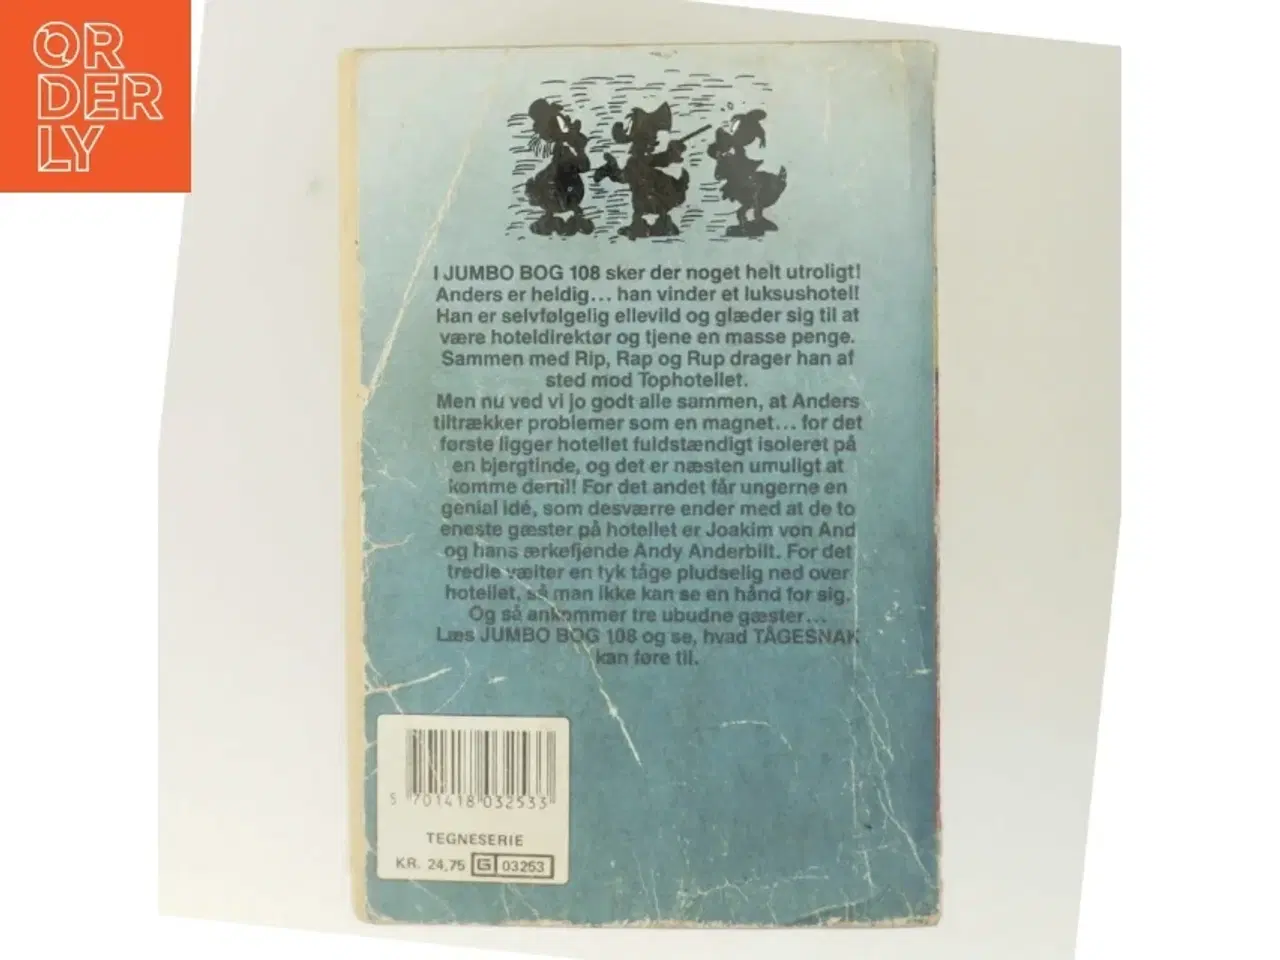 OR
DER
LY
I JUMBO BOG 108 sker der noget helt utroligt!
Anders er heldig... han vinder et luksushotel!
Han er selvfølgelig ellevild og glæder sig til at
være hoteldirektør og tjene en masse penge.
Sammen med Rip, Rap og Rup drager han af
sted mod Tophotellet.
Men nu ved vi jo godt alle sammen, at Anders
tiltrækker problemer som en magnet... for det
første ligger hotellet fuldstændigt isoleret på
en bjergtinde, og det er næsten umuligt at
komme dertil! For det andet får ungerne en
genial idé, som desværre ender med at de to
eneste gæster på hotellet er Joakim von And
og hans ærkefjende Andy Anderbilt. For det
tredie vælter en tyk tåge pludselig ned over
hotellet, så man ikke kan se en hånd for sig.
Og så ankommer tre ubudne gæster...
Læs JUMBO BOG 108 og se, hvad TÅGESNAK
kan føre til.
5 701418 032533
TEGNESERIE
KR. 24,75 G 03253